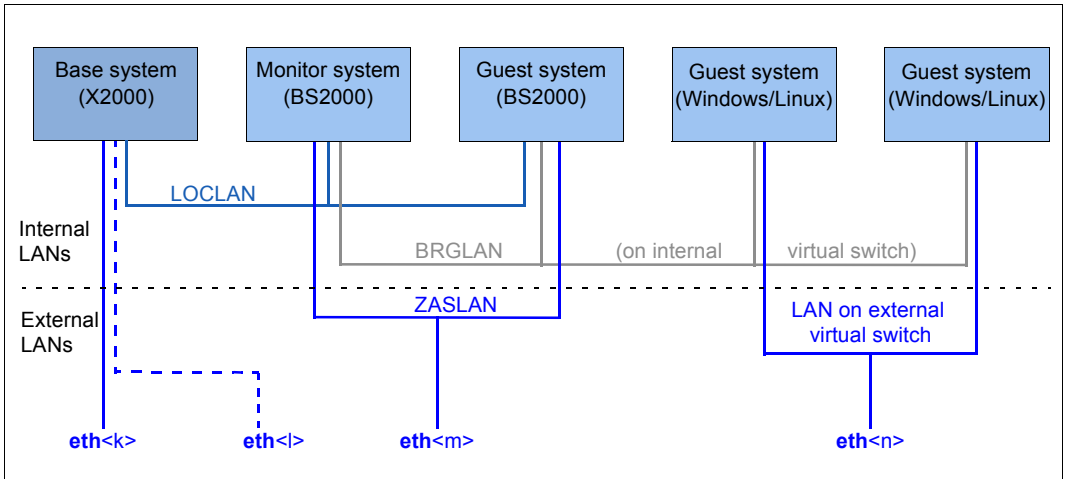 Base system
(X2000)
Monitor system
(BS2000)
Guest system
(BS2000)
Guest system
(Windows/Linux)
Guest system
(Windows/Linux)
LOCLAN
Internal
LANs
BRGLAN (on internal virtual switch)
External
LANs
ZASLAN
LAN on external
virtual switch
eth<k>
eth<l>
eth<m>
eth<n>